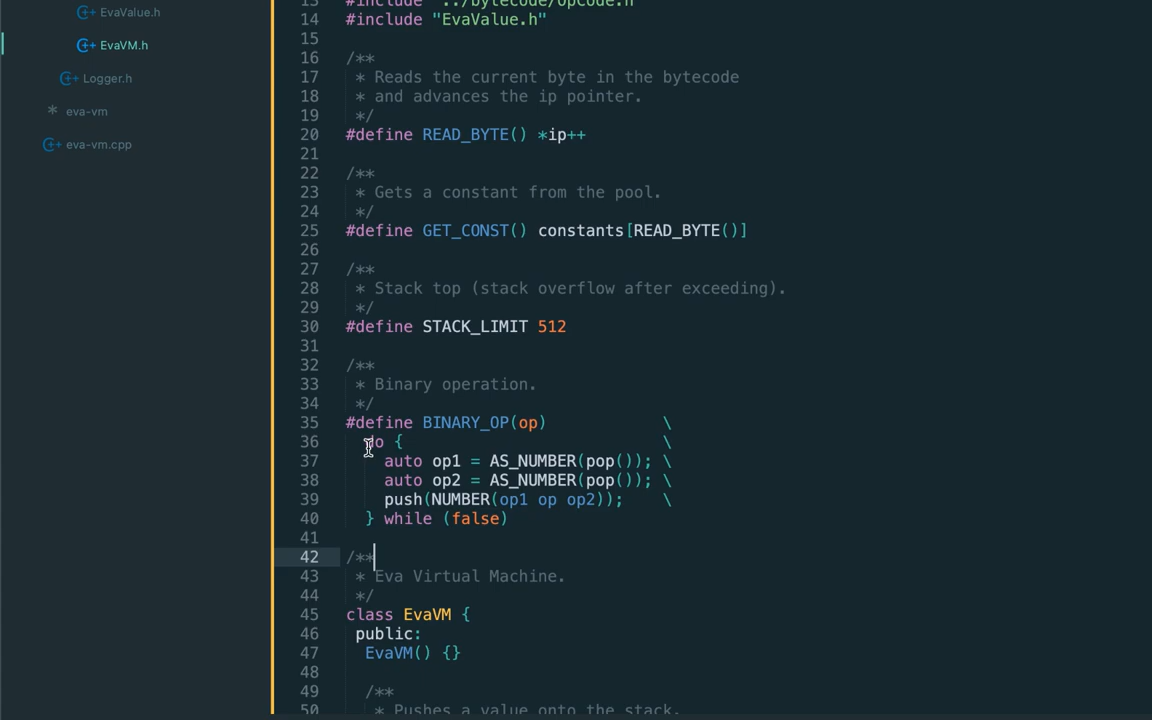 EvaValue.h
EvaVM.h
Logger.h
* eva-vm
eva-vm.cpp
13 #include "../bytecode/OpCode.h"
14 #include "EvaValue.h"
15
16 /**
17  * Reads the current byte in the bytecode
18  * and advances the ip pointer.
19  */
20 #define READ_BYTE() *ip++
21
22 /**
23  * Gets a constant from the pool.
24  */
25 #define GET_CONST() constants[READ_BYTE()]
26
27 /**
28  * Stack top (stack overflow after exceeding).
29  */
30 #define STACK_LIMIT 512
31
32 /**
33  * Binary operation.
34  */
35 #define BINARY_OP(op)            \
36   do {                           \
37     auto op1 = AS_NUMBER(pop()); \
38     auto op2 = AS_NUMBER(pop()); \
39     push(NUMBER(op1 op op2));    \
40   } while (false)
41
42 /**
43  * Eva Virtual Machine.
44  */
45 class EvaVM {
46  public:
47   EvaVM() {}
48
49   /**
50    * Pushes a value onto the stack.